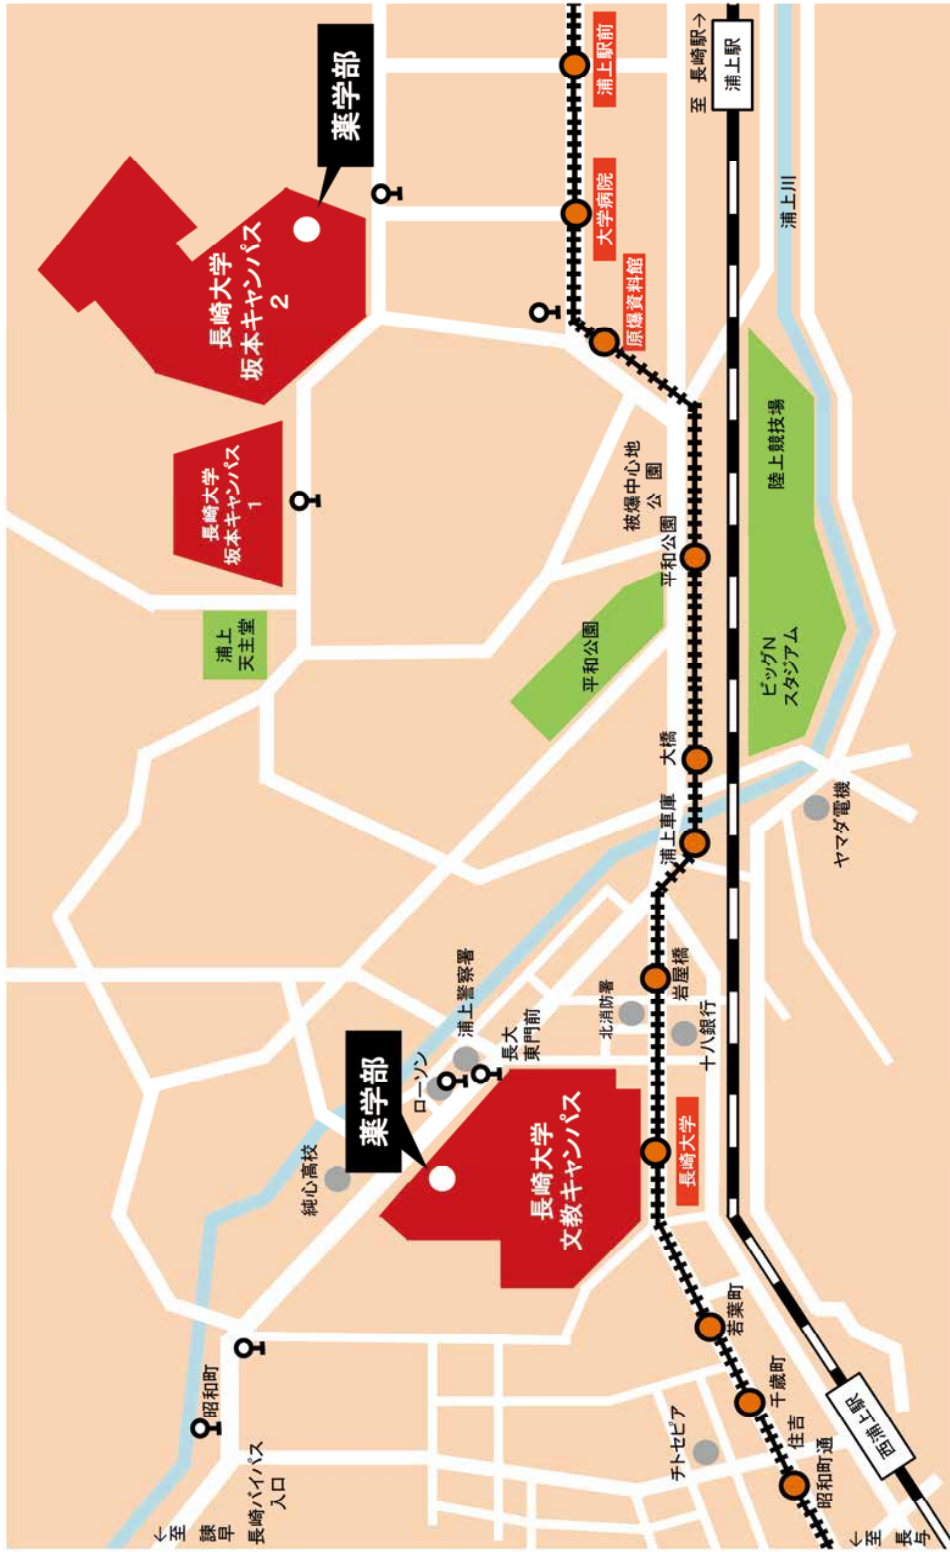 ←至 諫早
長崎バイパス
入口
昭和町
純心高校
薬学部
ローソン
浦上警察署
長大
東門前
長崎大学
文教キャンパス
北消防署
十八銀行
岩屋橋
浦上車庫
大橋
長崎大学
若葉町
千歳町
住吉
昭和町通
チトセピア
←至 長与
西浦上駅
ヤマダ電機
浦上
天主堂
長崎大学
坂本キャンパス
1
長崎大学
坂本キャンパス
2
薬学部
平和公園
平和公園
被爆中心地
公園
原爆資料館
大学病院
浦上駅前
至 長崎駅→
浦上駅
浦上川
陸上競技場
ビッグN
スタジアム